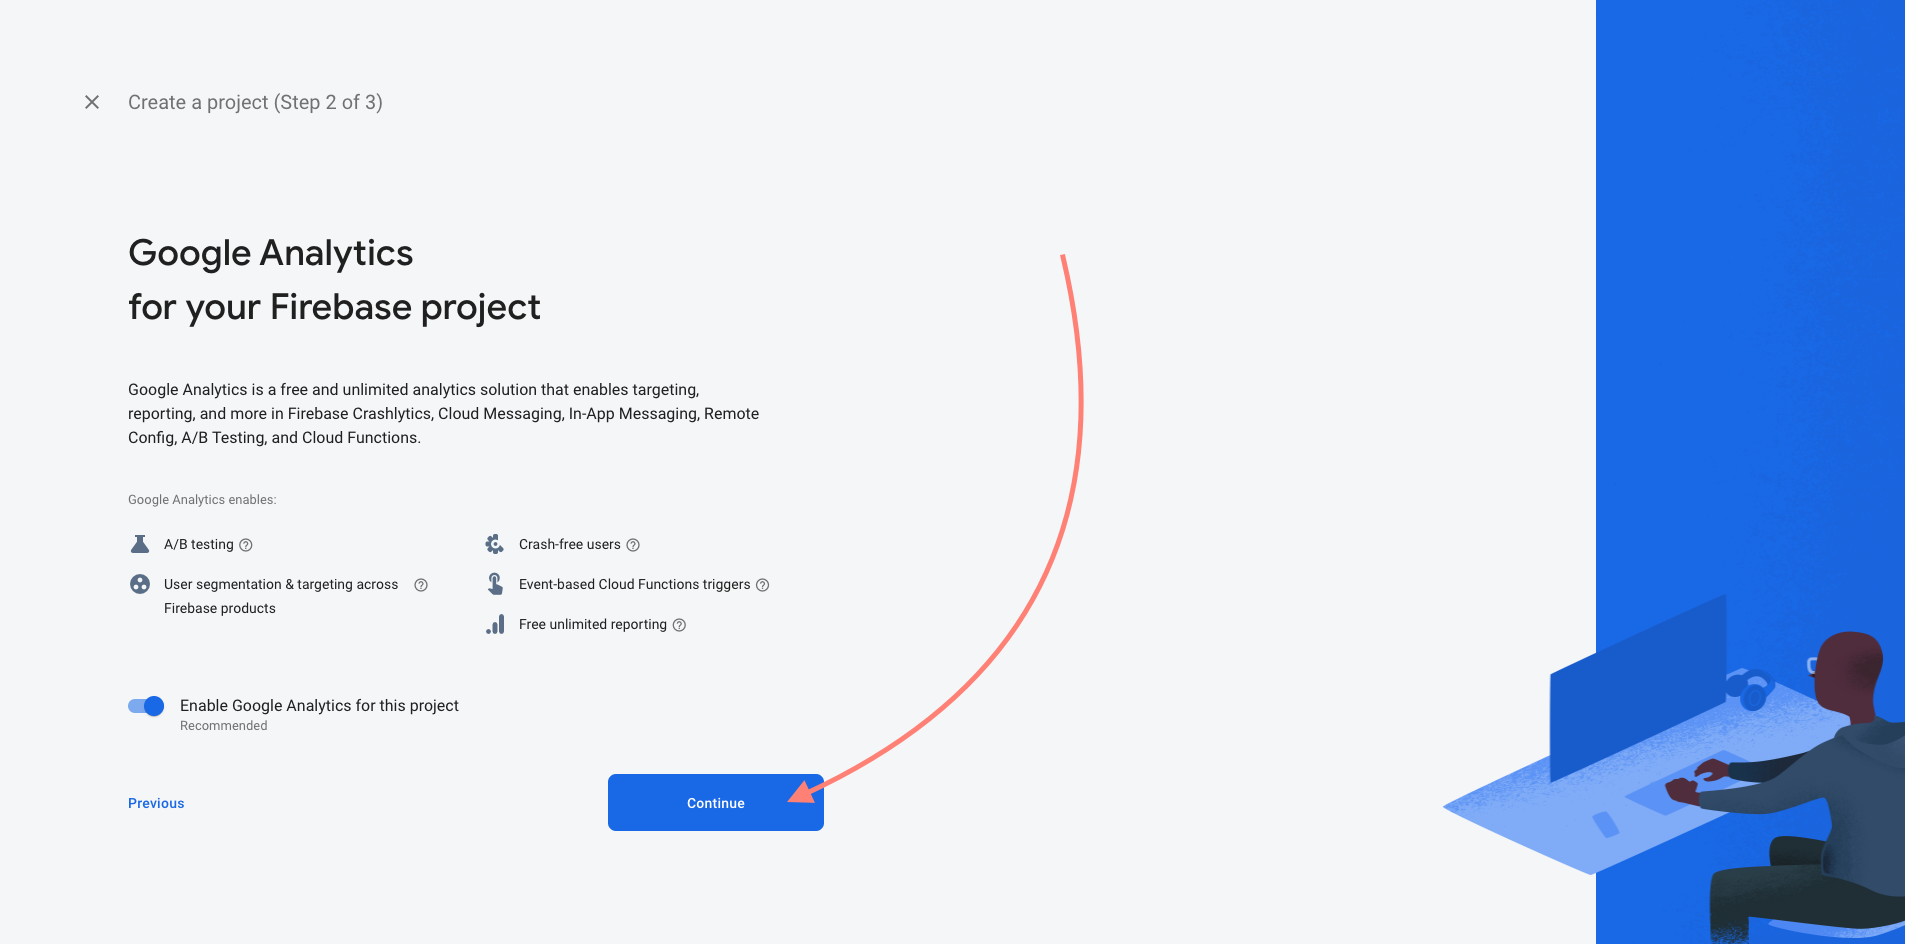 Create a project (Step 2 of 3)
Google Analytics
for your Firebase project
Google Analytics is a free and unlimited analytics solution that enables targeting,
reporting, and more in Firebase Crashlytics, Cloud Messaging, In-App Messaging, Remote
Config, A/B Testing, and Cloud Functions.
Google Analytics enables:
A/B testing
User segmentation & targeting across
Firebase products
Crash-free users
Event-based Cloud Functions triggers
Free unlimited reporting
Enable Google Analytics for this project
Recommended
Previous
Continue